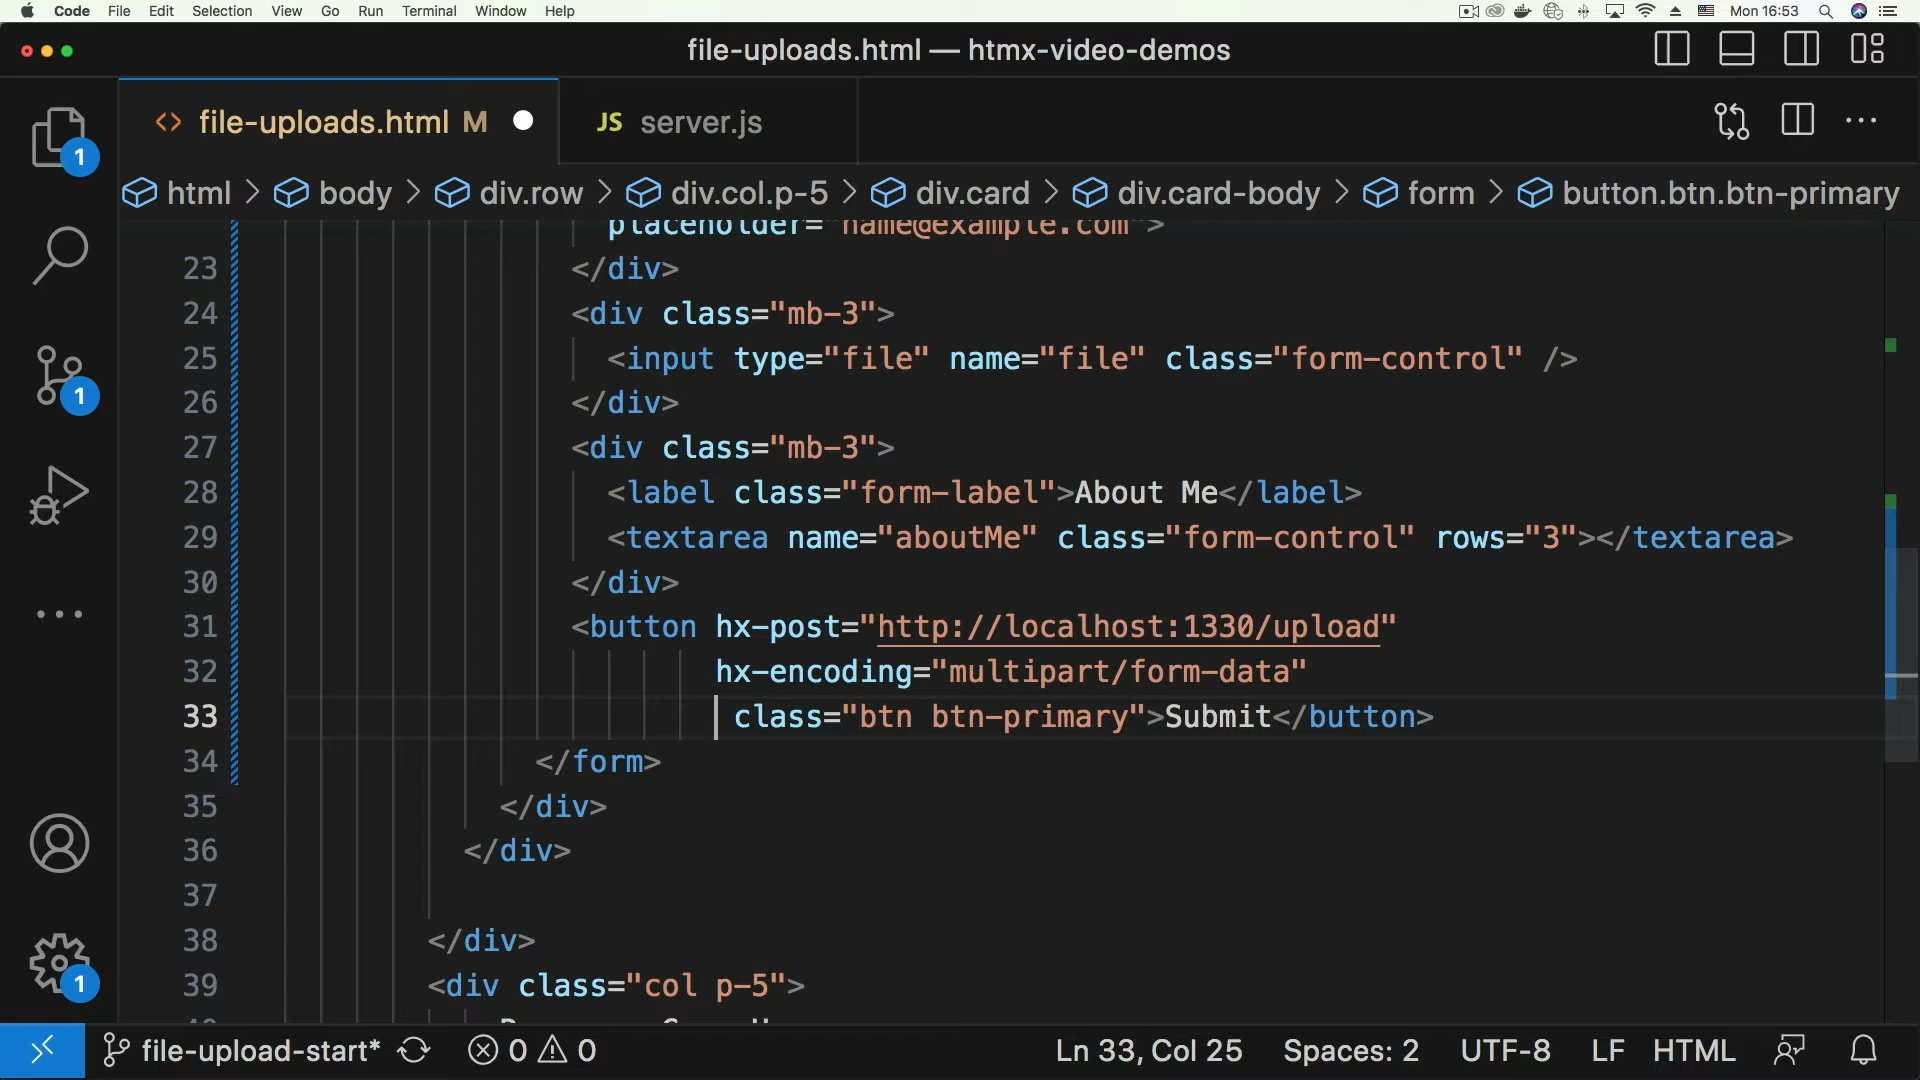 Code File Edit Selection View Go Run Terminal Window Help Mon 16:53
file-uploads.html — htmx-video-demos
file-uploads.html M JS server.js
html > body > div.row > div.col.p-5 > div.card > div.card-body > form > button.btn.btn-primary
placeholder="name@example.com">
23 </div>
24 <div class="mb-3">
25 <input type="file" name="file" class="form-control" />
26 </div>
27 <div class="mb-3">
28 <label class="form-label">About Me</label>
29 <textarea name="aboutMe" class="form-control" rows="3"></textarea>
30 </div>
31 <button hx-post="http://localhost:1330/upload"
32 hx-encoding="multipart/form-data"
33 class="btn btn-primary">Submit</button>
34 </form>
35 </div>
36 </div>
37
38 </div>
39 <div class="col p-5">
1
1
1
file-upload-start* 0 0 Ln 33, Col 25 Spaces: 2 UTF-8 LF HTML